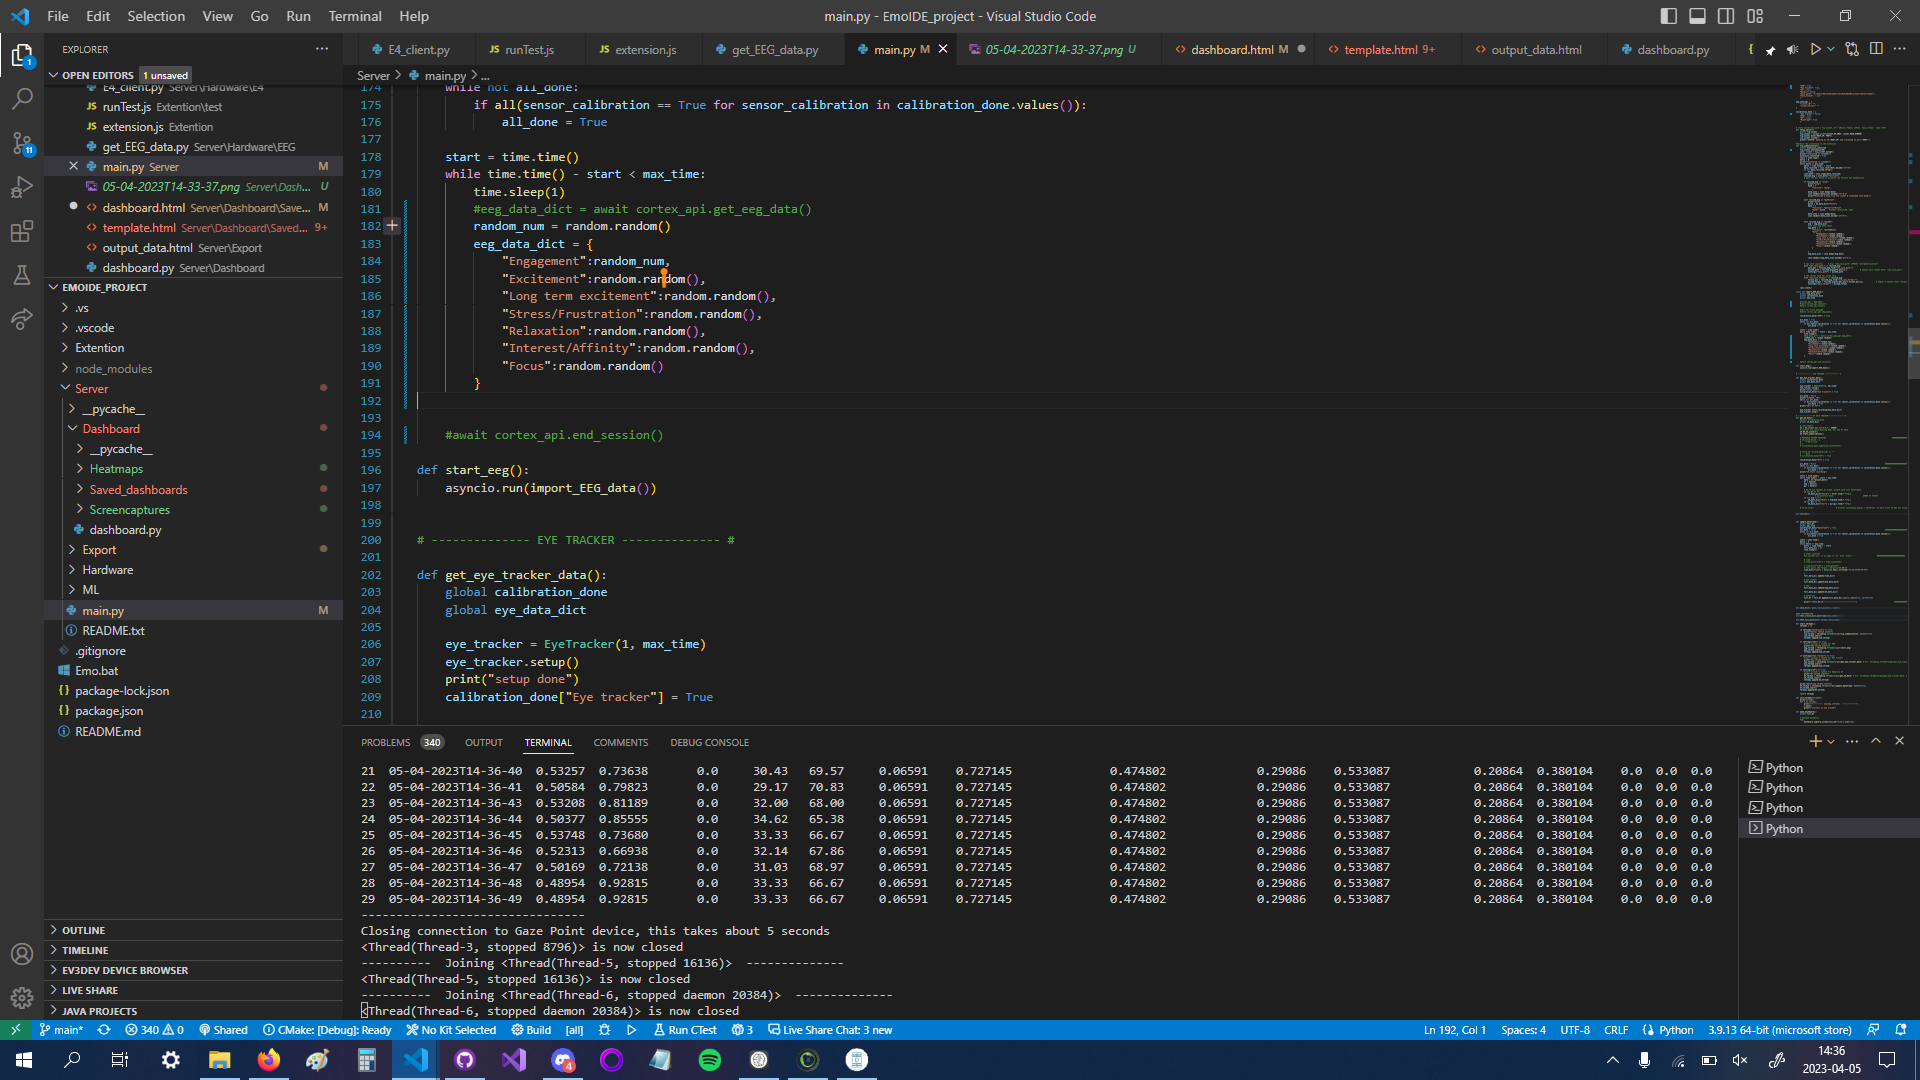 File Edit Selection View Go Run Terminal Help
main.py - EmoIDE_project - Visual Studio Code
EXPLORER
OPEN EDITORS 1 unsaved
E4_client.py Server\Hardware\E4
runTest.js Extention\test
extension.js Extention
get_EEG_data.py Server\Hardware\EEG
main.py Server M
05-04-2023T14-33-37.png Server\Dash... U
dashboard.html Server\Dashboard\Save... M
template.html Server\Dashboard\Saved... 9+
output_data.html Server\Export
dashboard.py Server\Dashboard
EMOIDE_PROJECT
.vs
.vscode
Extention
node_modules
Server
__pycache__
Dashboard
__pycache__
Heatmaps
Saved_dashboards
Screencaptures
dashboard.py
Export
Hardware
ML
main.py M
README.txt
.gitignore
Emo.bat
package-lock.json
package.json
README.md
OUTLINE
TIMELINE
EV3DEV DEVICE BROWSER
LIVE SHARE
JAVA PROJECTS
E4_client.py runTest.js extension.js get_EEG_data.py main.py M 05-04-2023T14-33-37.png U dashboard.html M template.html 9+ output_data.html dashboard.py
Server > main.py > ...
174 while not all_done:
175 if all(sensor_calibration == True for sensor_calibration in calibration_done.values()):
176 all_done = True
177
178 start = time.time()
179 while time.time() - start < max_time:
180 time.sleep(1)
181 #eeg_data_dict = await cortex_api.get_eeg_data()
182 random_num = random.random()
183 eeg_data_dict = {
184 "Engagement":random_num,
185 "Excitement":random.random(),
186 "Long term excitement":random.random(),
187 "Stress/Frustration":random.random(),
188 "Relaxation":random.random(),
189 "Interest/Affinity":random.random(),
190 "Focus":random.random()
191 }
192
193
194 #await cortex_api.end_session()
195
196 def start_eeg():
197 asyncio.run(import_EEG_data())
198
199
200 # -------------- EYE TRACKER -------------- #
201
202 def get_eye_tracker_data():
203 global calibration_done
204 global eye_data_dict
205
206 eye_tracker = EyeTracker(1, max_time)
207 eye_tracker.setup()
208 print("setup done")
209 calibration_done["Eye tracker"] = True
210
PROBLEMS 340 OUTPUT TERMINAL COMMENTS DEBUG CONSOLE
21 05-04-2023T14-36-40 0.53257 0.73638 0.0 30.43 69.57 0.06591 0.727145 0.474802 0.29086 0.533087 0.20864 0.380104 0.0 0.0 0.0
22 05-04-2023T14-36-41 0.50584 0.79823 0.0 29.17 70.83 0.06591 0.727145 0.474802 0.29086 0.533087 0.20864 0.380104 0.0 0.0 0.0
23 05-04-2023T14-36-43 0.53208 0.81189 0.0 32.00 68.00 0.06591 0.727145 0.474802 0.29086 0.533087 0.20864 0.380104 0.0 0.0 0.0
24 05-04-2023T14-36-44 0.50377 0.85555 0.0 34.62 65.38 0.06591 0.727145 0.474802 0.29086 0.533087 0.20864 0.380104 0.0 0.0 0.0
25 05-04-2023T14-36-45 0.53748 0.73680 0.0 33.33 66.67 0.06591 0.727145 0.474802 0.29086 0.533087 0.20864 0.380104 0.0 0.0 0.0
26 05-04-2023T14-36-46 0.52313 0.66938 0.0 32.14 67.86 0.06591 0.727145 0.474802 0.29086 0.533087 0.20864 0.380104 0.0 0.0 0.0
27 05-04-2023T14-36-47 0.50169 0.72138 0.0 31.03 68.97 0.06591 0.727145 0.474802 0.29086 0.533087 0.20864 0.380104 0.0 0.0 0.0
28 05-04-2023T14-36-48 0.48954 0.92815 0.0 33.33 66.67 0.06591 0.727145 0.474802 0.29086 0.533087 0.20864 0.380104 0.0 0.0 0.0
29 05-04-2023T14-36-49 0.48954 0.92815 0.0 33.33 66.67 0.06591 0.727145 0.474802 0.29086 0.533087 0.20864 0.380104 0.0 0.0 0.0
--------------------------------
Closing connection to Gaze Point device, this takes about 5 seconds
<Thread(Thread-3, stopped 8796)> is now closed
---------- Joining <Thread(Thread-5, stopped 16136)> --------------
<Thread(Thread-5, stopped 16136)> is now closed
---------- Joining <Thread(Thread-6, stopped daemon 20384)> --------------
<Thread(Thread-6, stopped daemon 20384)> is now closed
Python
Python
Python
Python
main* 340 0 Shared CMake: [Debug]: Ready No Kit Selected Build [all] Run CTest 3 Live Share Chat: 3 new Ln 192, Col 1 Spaces: 4 UTF-8 CRLF Python 3.9.13 64-bit (microsoft store)
14:36
2023-04-05